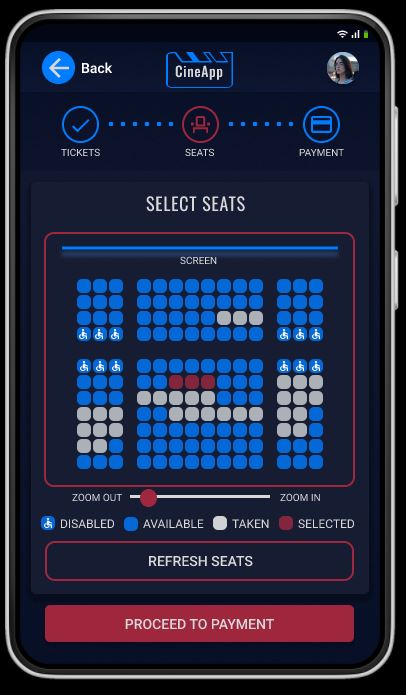 Back
CineApp
TICKETS
SEATS
PAYMENT
SELECT SEATS
SCREEN
ZOOM OUT
ZOOM IN
DISABLED
AVAILABLE
TAKEN
SELECTED
REFRESH SEATS
PROCEED TO PAYMENT